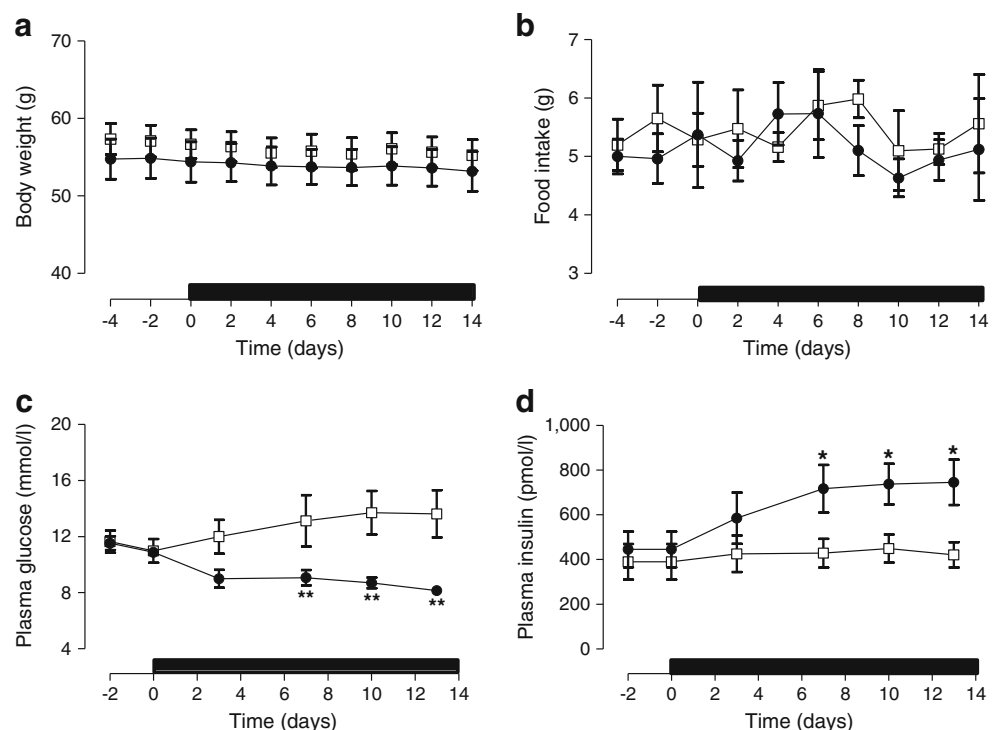 a
70
60
50
40
Body weight (g)
-4 -2 0 2 4 6 8 10 12 14
Time (days)
b
7
6
5
4
3
Food intake (g)
-4 -2 0 2 4 6 8 10 12 14
Time (days)
c
20
16
12
8
4
Plasma glucose (mmol/l)
** ** **
-2 0 2 4 6 8 10 12 14
Time (days)
d
1,000
800
600
400
200
0
Plasma insulin (pmol/l)
* * *
-2 0 2 4 6 8 10 12 14
Time (days)